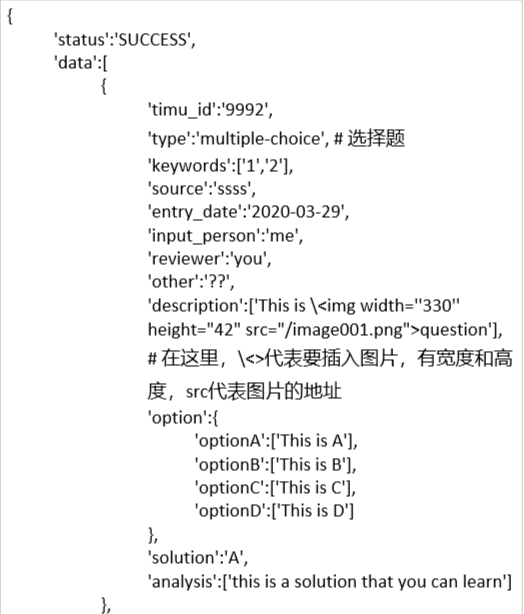 {
'status':'SUCCESS',
'data':[
{
'timu_id':'9992',
'type':'multiple-choice', # 选择题
'keywords':['1','2'],
'source':'ssss',
'entry_date':'2020-03-29',
'input_person':'me',
'reviewer':'you',
'other':'??',
'description':['This is \<img width="330"
height="42" src="/image001.png">question'],
# 在这里，\<>代表要插入图片，有宽度和高
度，src代表图片的地址
'option':{
'optionA':['This is A'],
'optionB':['This is B'],
'optionC':['This is C'],
'optionD':['This is D']
},
'solution':'A',
'analysis':['this is a solution that you can learn']
},